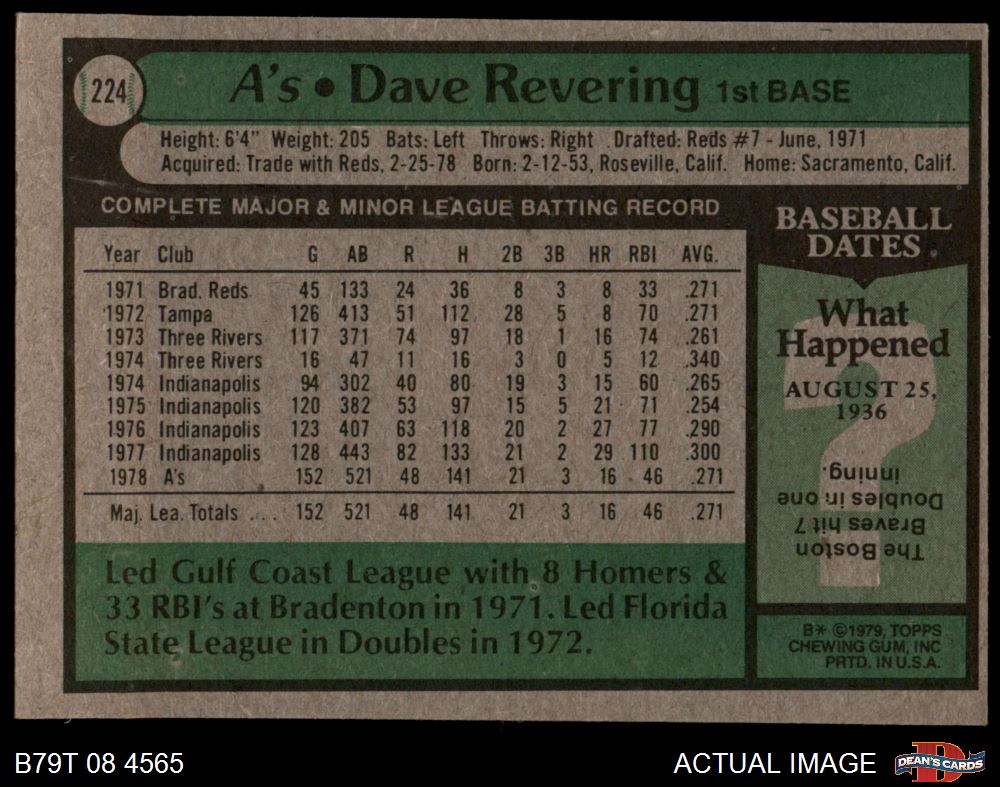 224
A's • Dave Revering 1st BASE
Height: 6'4" Weight: 205 Bats: Left Throws: Right Drafted: Reds #7 - June, 1971
Acquired: Trade with Reds, 2-25-78 Born: 2-12-53, Roseville, Calif. Home: Sacramento, Calif.
COMPLETE MAJOR & MINOR LEAGUE BATTING RECORD
Year Club G AB R H 2B 3B HR RBI AVG.
1971 Brad. Reds 45 133 24 36 8 3 8 33 .271
1972 Tampa 126 413 51 112 28 5 8 70 .271
1973 Three Rivers 117 371 74 97 18 1 16 74 .261
1974 Three Rivers 16 47 11 16 3 0 5 12 .340
1974 Indianapolis 94 302 40 80 19 3 15 60 .265
1975 Indianapolis 120 382 53 97 15 5 21 71 .254
1976 Indianapolis 123 407 63 118 20 2 27 77 .290
1977 Indianapolis 128 443 82 133 21 2 29 110 .300
1978 A's 152 521 48 141 21 3 16 46 .271
Maj. Lea. Totals .... 152 521 48 141 21 3 16 46 .271
Led Gulf Coast League with 8 Homers &
33 RBI's at Bradenton in 1971. Led Florida
State League in Doubles in 1972.
BASEBALL
DATES
What
Happened
AUGUST 25,
1936
?
The Boston
Braves hit 7
Doubles in one
inning.
B* ©1979, TOPPS
CHEWING GUM, INC
PRTD. IN U.S.A.
B79T 08 4565
ACTUAL IMAGE
D
DEAN'S CARDS